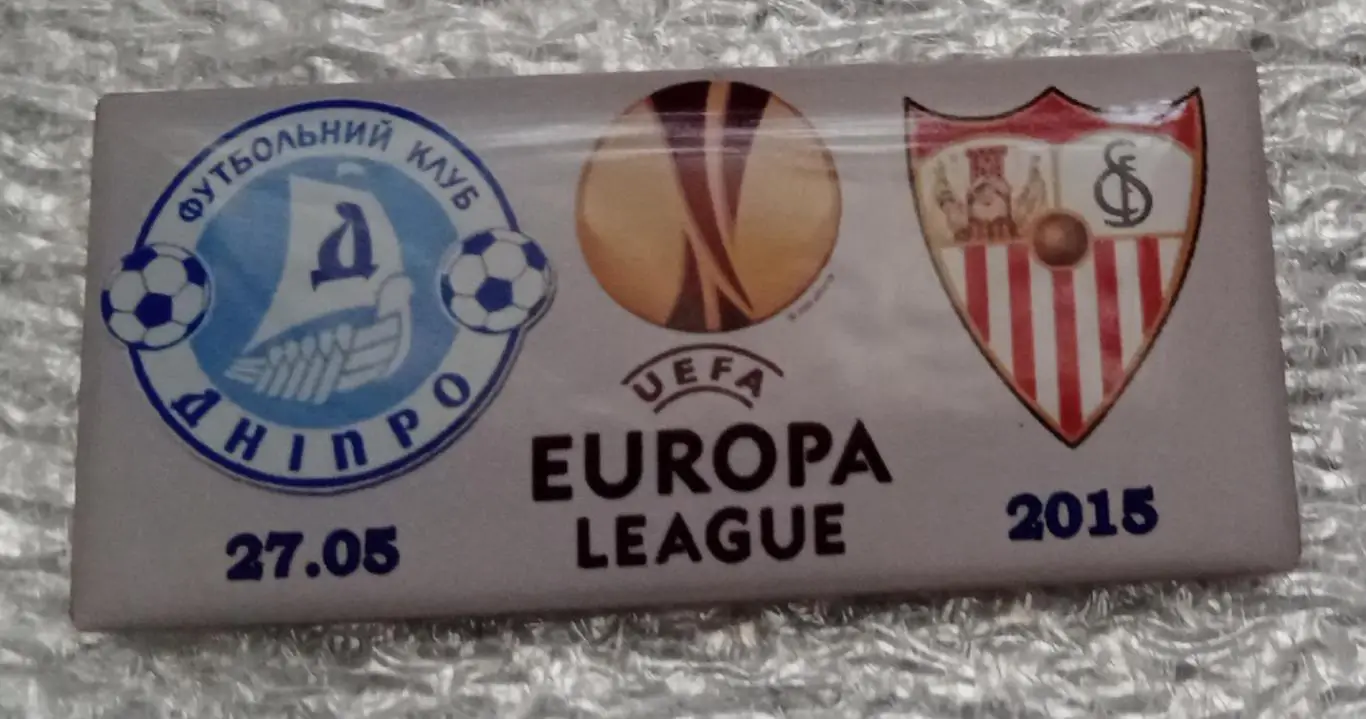 ФУТБОЛЬНИЙ КЛУБ
Д
ДНІПРО
27.05
UEFA
EUROPA
LEAGUE
2015